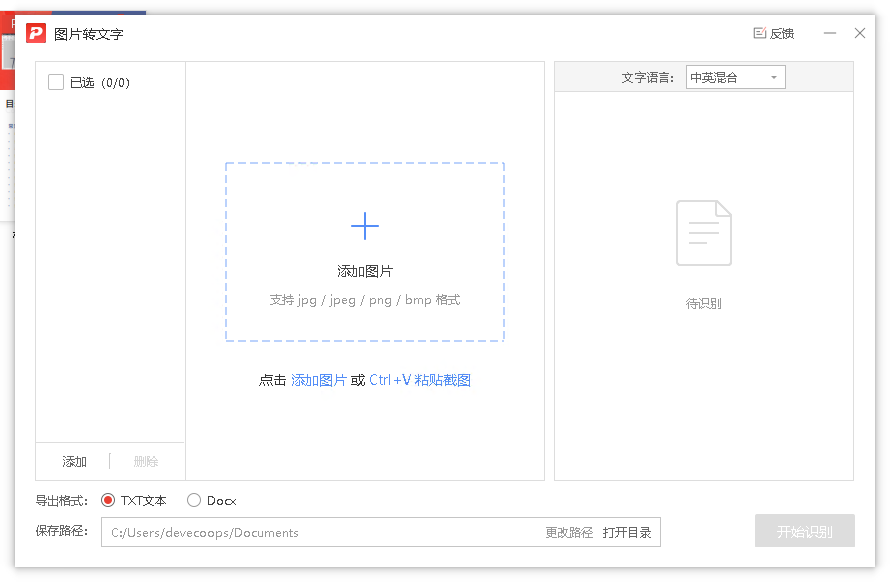 图片转文字
反馈
已选 (0/0)
文字语言:
中英混合
添加图片
支持 jpg / jpeg / png / bmp 格式
待识别
点击 添加图片 或 Ctrl+V 粘贴截图
添加
删除
导出格式:
TXT文本
Docx
保存路径:
C:/Users/devecoops/Documents
更改路径
打开目录
开始识别